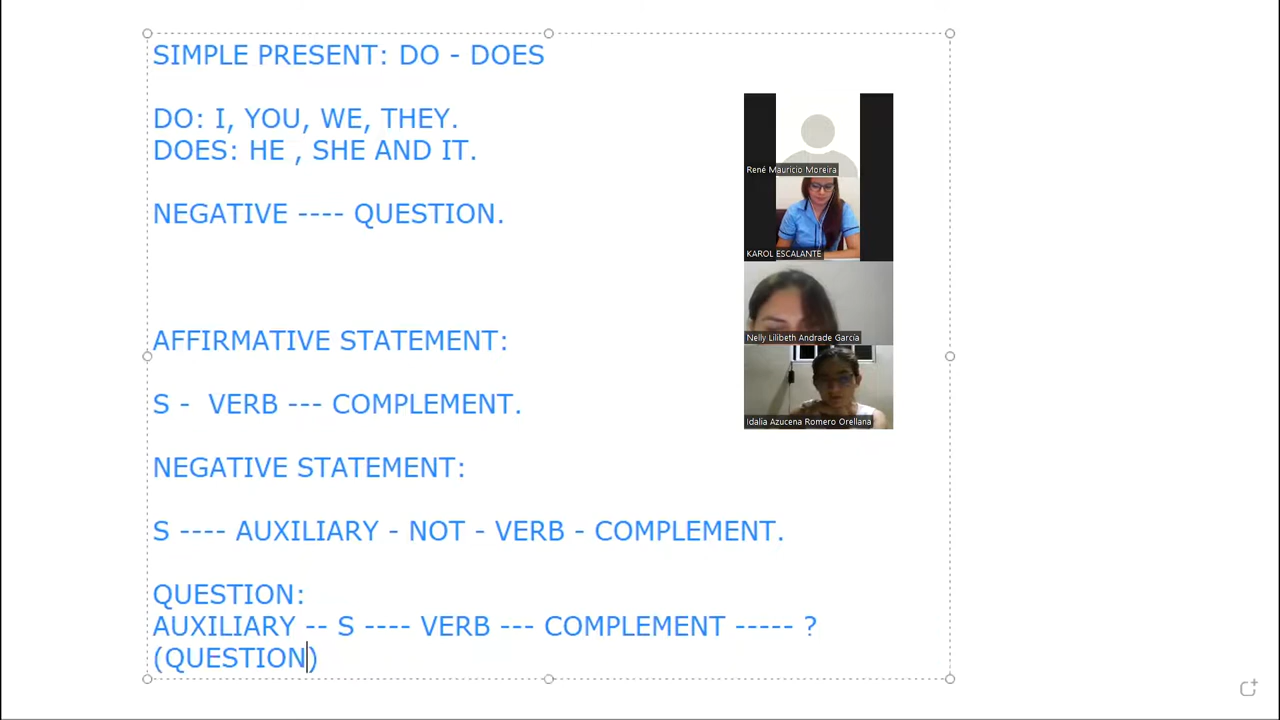 SIMPLE PRESENT: DO - DOES
DO: I, YOU, WE, THEY.
DOES: HE , SHE AND IT.
NEGATIVE ---- QUESTION.
AFFIRMATIVE STATEMENT:
S -  VERB --- COMPLEMENT.
NEGATIVE STATEMENT:
S ---- AUXILIARY - NOT - VERB - COMPLEMENT.
QUESTION:
AUXILIARY -- S ---- VERB --- COMPLEMENT ----- ?
(QUESTION)
René Mauricio Moreira
KAROL ESCALANTE
Nelly Lilibeth Andrade García
Idalia Azucena Romero Orellana